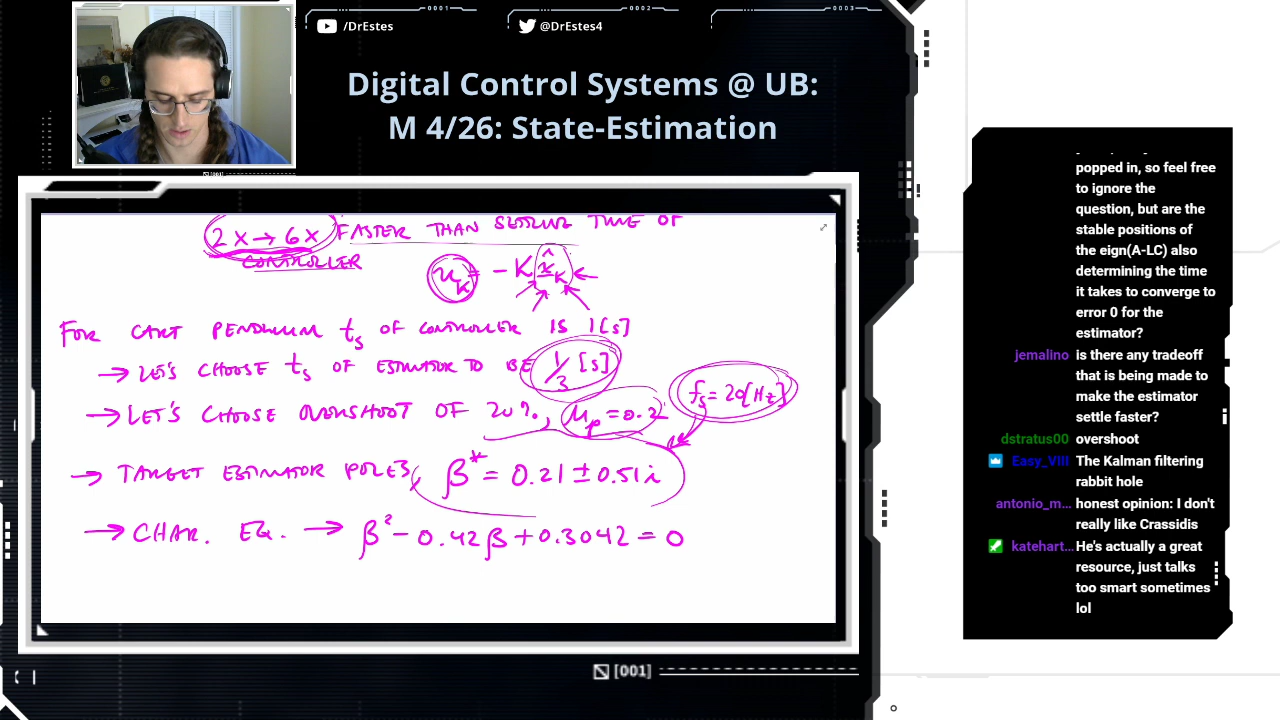 0001
0002
0003
/DrEstes
@DrEstes4
Digital Control Systems @ UB:
M 4/26: State-Estimation
[001]
2X→6X FASTER THAN SETTLING TIME OF
CONTROLLER
u_k = -K x̂_k
FOR CART PENDULUM t_s OF CONTROLLER IS 1[s]
→ LET'S CHOOSE t_s OF ESTIMATOR TO BE 1/3 [s]
→ LET'S CHOOSE OVERSHOOT OF 20%, M_p = 0.2
f_s = 20[Hz]
→ TARGET ESTIMATOR POLES, β* = 0.21 ± 0.51i
→ CHAR. EQ. → β² - 0.42β + 0.3042 = 0
[001]
popped in, so feel free
to ignore the
question, but are the
stable positions of
the eign(A-LC) also
determining the time
it takes to converge to
error 0 for the
estimator?
jemalino is there any tradeoff
that is being made to
make the estimator
settle faster?
dstratus00 overshoot
Easy_VIII The Kalman filtering
rabbit hole
antonio_m... honest opinion: I don't
really like Crassidis
katehart... He's actually a great
resource, just talks
too smart sometimes
lol